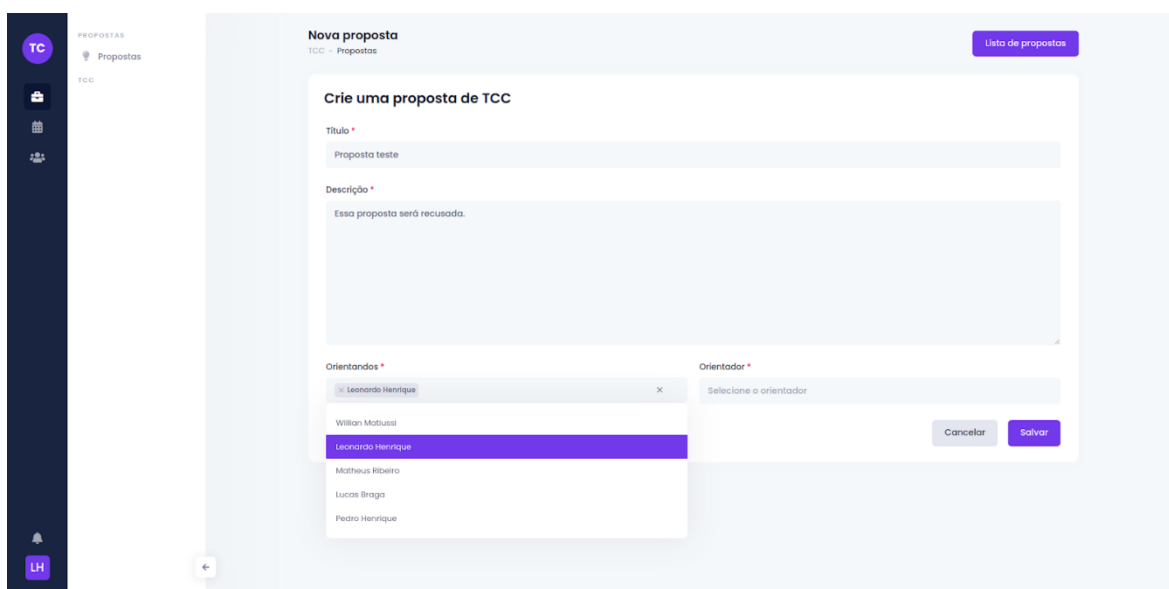 TC
PROPOSTAS
Propostas
TCC
LH
Nova proposta
TCC - Propostas
Lista de propostas
Crie uma proposta de TCC
Título *
Proposta teste
Descrição *
Essa proposta será recusada.
Orientandos *
× Leonardo Henrique ×
Willian Matiussi
Leonardo Henrique
Matheus Ribeiro
Lucas Braga
Pedro Henrique
Orientador *
Selecione o orientador
Cancelar
Salvar